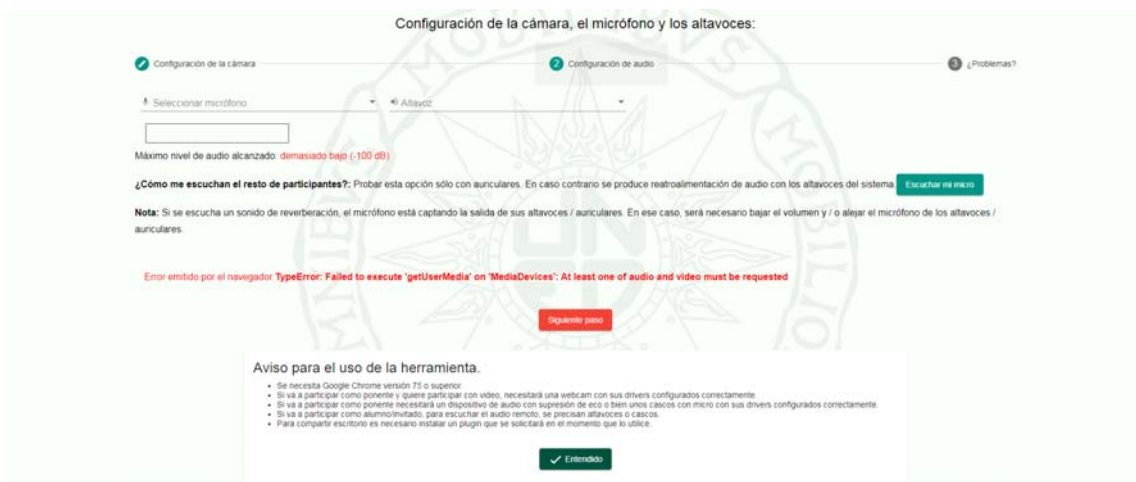 Configuración de la cámara, el micrófono y los altavoces:
Configuración de la cámara
2 Configuración de audio
3 ¿Problemas?
Seleccionar micrófono
Altavoz
Máximo nivel de audio alcanzado: demasiado bajo (-100 dB)
¿Cómo me escuchan el resto de participantes?: Probar esta opción sólo con auriculares. En caso contrario se produce reatroalimentación de audio con los altavoces del sistema. Escuchar mi micro
Nota: Si se escucha un sonido de reverberación, el micrófono está captando la salida de sus altavoces / auriculares. En ese caso, será necesario bajar el volumen y / o alejar el micrófono de los altavoces /
auriculares.
Error emitido por el navegador TypeError: Failed to execute 'getUserMedia' on 'MediaDevices': At least one of audio and video must be requested
Siguiente paso
Aviso para el uso de la herramienta.
• Se necesita Google Chrome versión 75 o superior.
• Si va a participar como ponente y quiere participar con video, necesitará una webcam con sus drivers configurados correctamente.
• Si va a participar como ponente necesitará un dispositivo de audio con supresión de eco o bien unos cascos con micro con sus drivers configurados correctamente.
• Si va a participar como alumno/invitado, para escuchar el audio remoto, se precisan altavoces o cascos.
• Para compartir escritorio es necesario instalar un plugin que se solicitará en el momento que lo utilice.
Entendido
OMNIBVS MOBILIBVS MOBILIOR
UNED